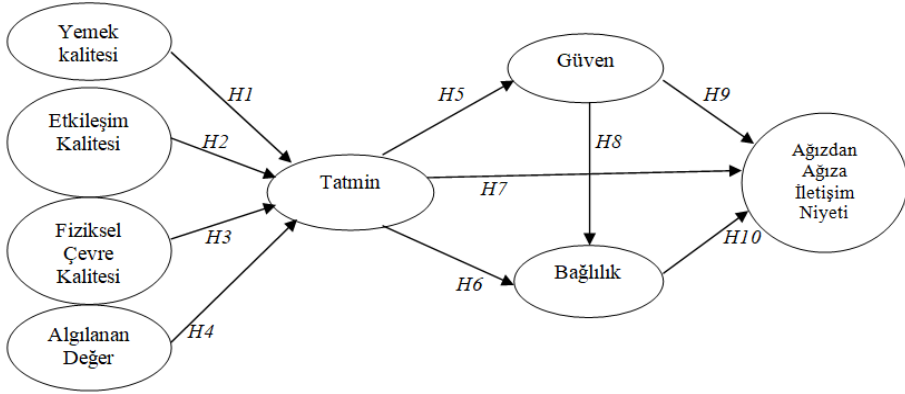 Yemek
kalitesi
H1
Etkileşim
Kalitesi
H2
Fiziksel
Çevre
Kalitesi
H3
Algılanan
Değer
H4
Tatmin
H5
H6
H7
Güven
H8
H9
Bağlılık
H10
Ağızdan
Ağıza
İletişim
Niyeti